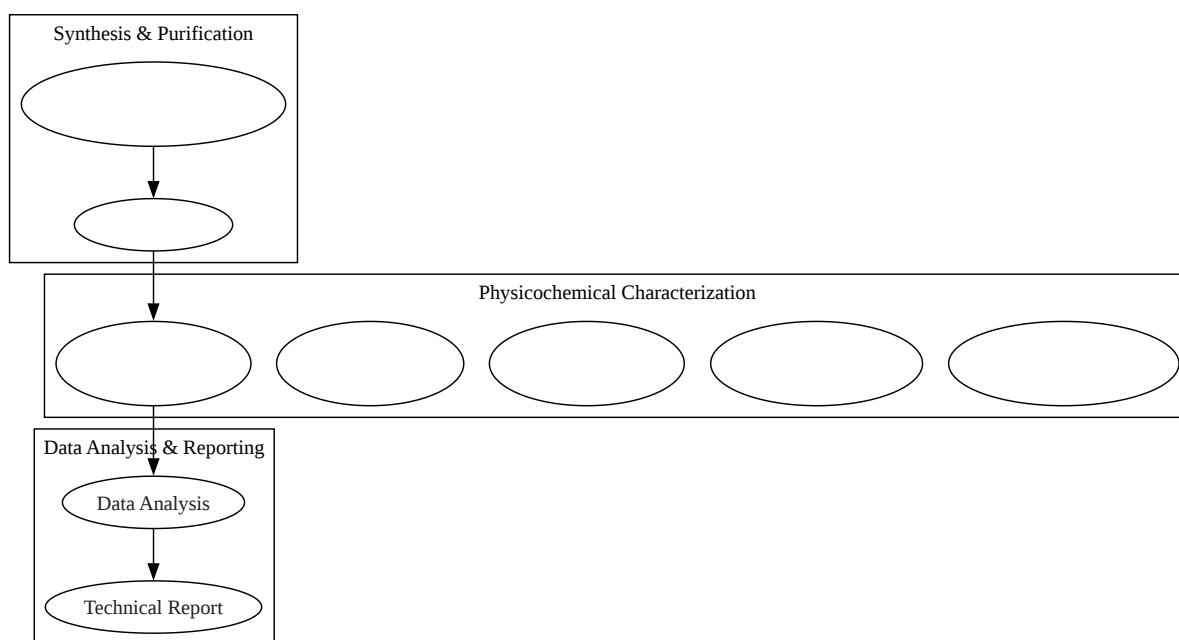 Synthesis & Purification
Physicochemical Characterization
Data Analysis & Reporting
Data Analysis
Technical Report